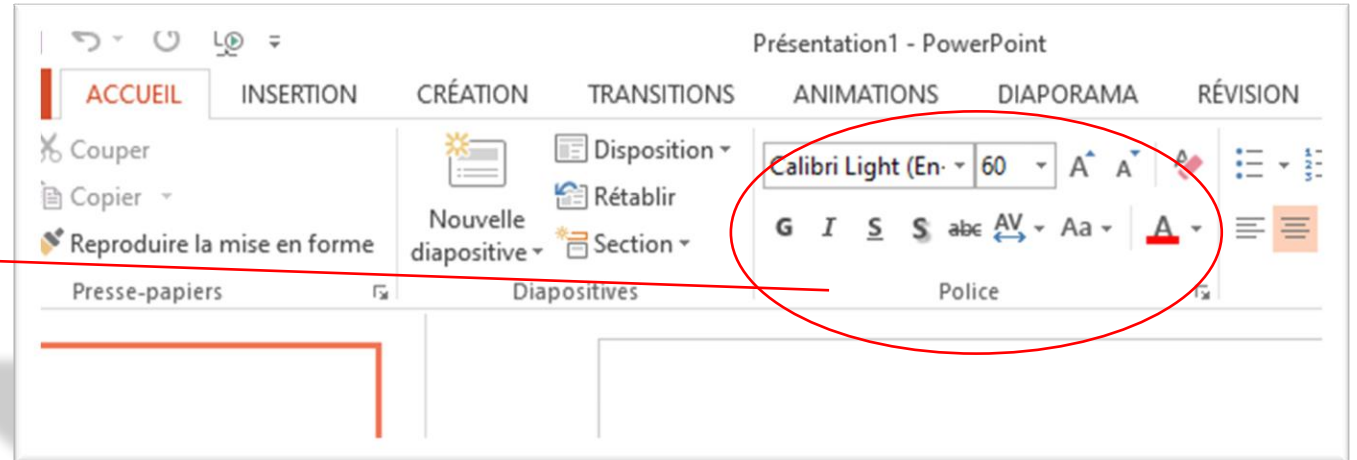 Présentation1 - PowerPoint
ACCUEIL INSERTION CRÉATION TRANSITIONS ANIMATIONS DIAPORAMA RÉVISION
Couper
Copier
Reproduire la mise en forme
Presse-papiers
Nouvelle
diapositive
Disposition
Rétablir
Section
Diapositives
Calibri Light (En- 60 A A
G I S S abc AV Aa A
Police